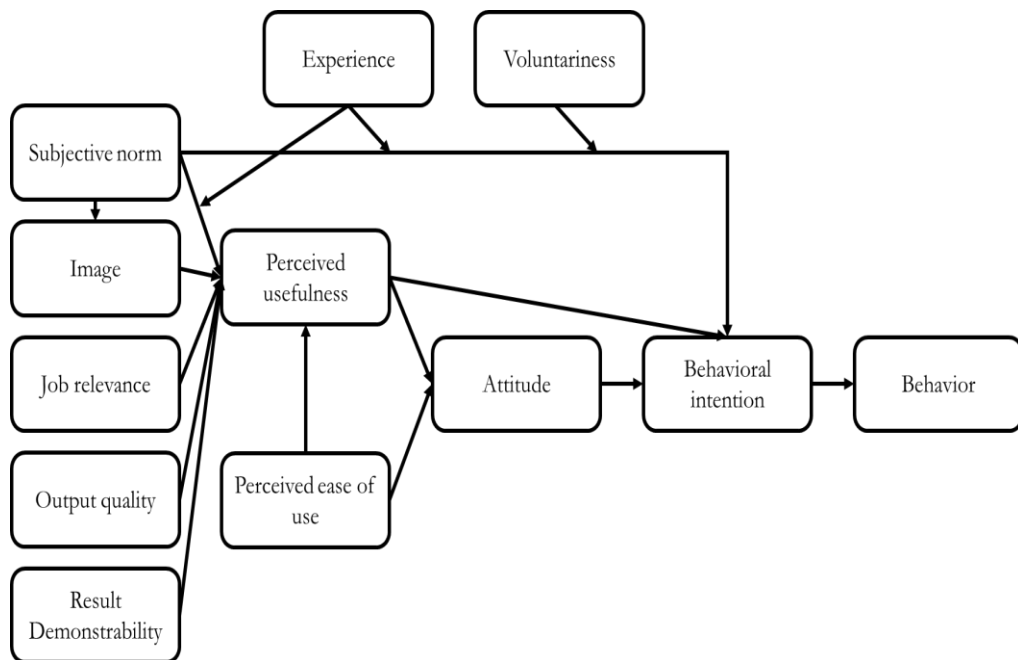 Experience
Voluntariness
Subjective norm
Image
Perceived
usefulness
Job relevance
Attitude
Behavioral
intention
Behavior
Output quality
Perceived ease of
use
Result
Demonstrability